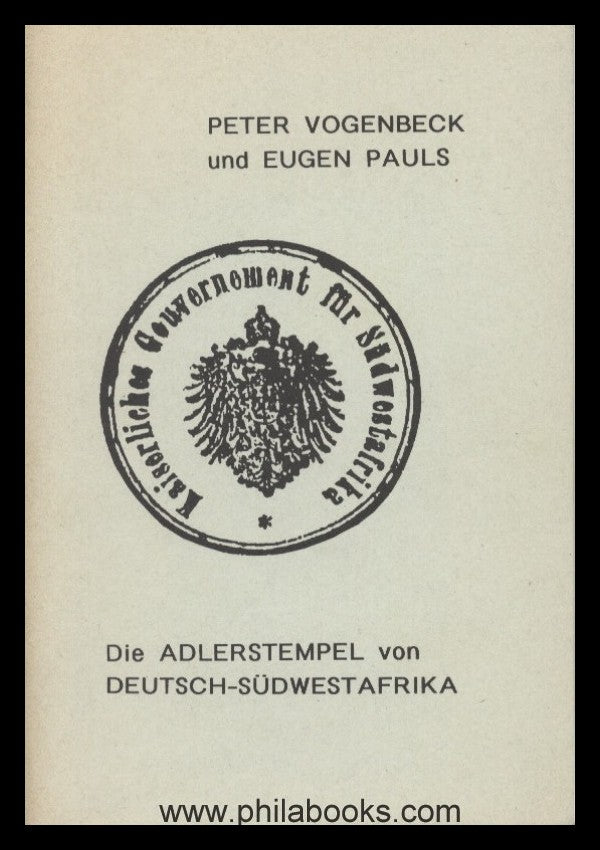 PETER VOGENBECK
und EUGEN PAULS
Kaiserliches Gouvernement für Südwestafrika
*
Die ADLERSTEMPEL von
DEUTSCH-SÜDWESTAFRIKA
www.philabooks.com